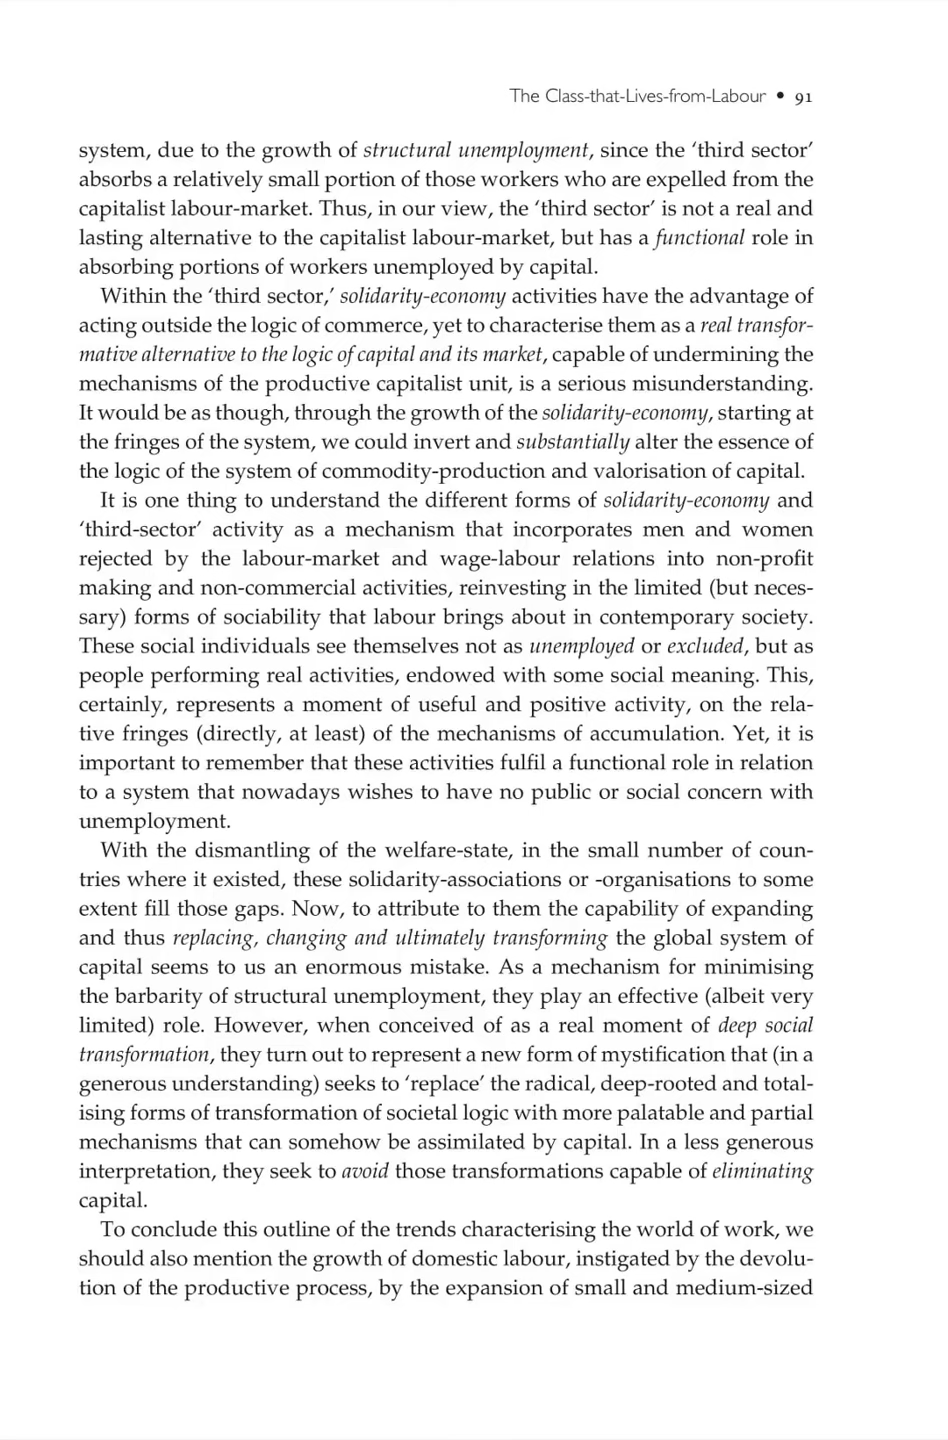 The Class-that-Lives-from-Labour • 91
system, due to the growth of structural unemployment, since the ‘third sector’
absorbs a relatively small portion of those workers who are expelled from the
capitalist labour-market. Thus, in our view, the ‘third sector’ is not a real and
lasting alternative to the capitalist labour-market, but has a functional role in
absorbing portions of workers unemployed by capital.
Within the ‘third sector,’ solidarity-economy activities have the advantage of
acting outside the logic of commerce, yet to characterise them as a real transfor-
mative alternative to the logic of capital and its market, capable of undermining the
mechanisms of the productive capitalist unit, is a serious misunderstanding.
It would be as though, through the growth of the solidarity-economy, starting at
the fringes of the system, we could invert and substantially alter the essence of
the logic of the system of commodity-production and valorisation of capital.
It is one thing to understand the different forms of solidarity-economy and
‘third-sector’ activity as a mechanism that incorporates men and women
rejected by the labour-market and wage-labour relations into non-profit
making and non-commercial activities, reinvesting in the limited (but neces-
sary) forms of sociability that labour brings about in contemporary society.
These social individuals see themselves not as unemployed or excluded, but as
people performing real activities, endowed with some social meaning. This,
certainly, represents a moment of useful and positive activity, on the rela-
tive fringes (directly, at least) of the mechanisms of accumulation. Yet, it is
important to remember that these activities fulfil a functional role in relation
to a system that nowadays wishes to have no public or social concern with
unemployment.
With the dismantling of the welfare-state, in the small number of coun-
tries where it existed, these solidarity-associations or -organisations to some
extent fill those gaps. Now, to attribute to them the capability of expanding
and thus replacing, changing and ultimately transforming the global system of
capital seems to us an enormous mistake. As a mechanism for minimising
the barbarity of structural unemployment, they play an effective (albeit very
limited) role. However, when conceived of as a real moment of deep social
transformation, they turn out to represent a new form of mystification that (in a
generous understanding) seeks to ‘replace’ the radical, deep-rooted and total-
ising forms of transformation of societal logic with more palatable and partial
mechanisms that can somehow be assimilated by capital. In a less generous
interpretation, they seek to avoid those transformations capable of eliminating
capital.
To conclude this outline of the trends characterising the world of work, we
should also mention the growth of domestic labour, instigated by the devolu-
tion of the productive process, by the expansion of small and medium-sized